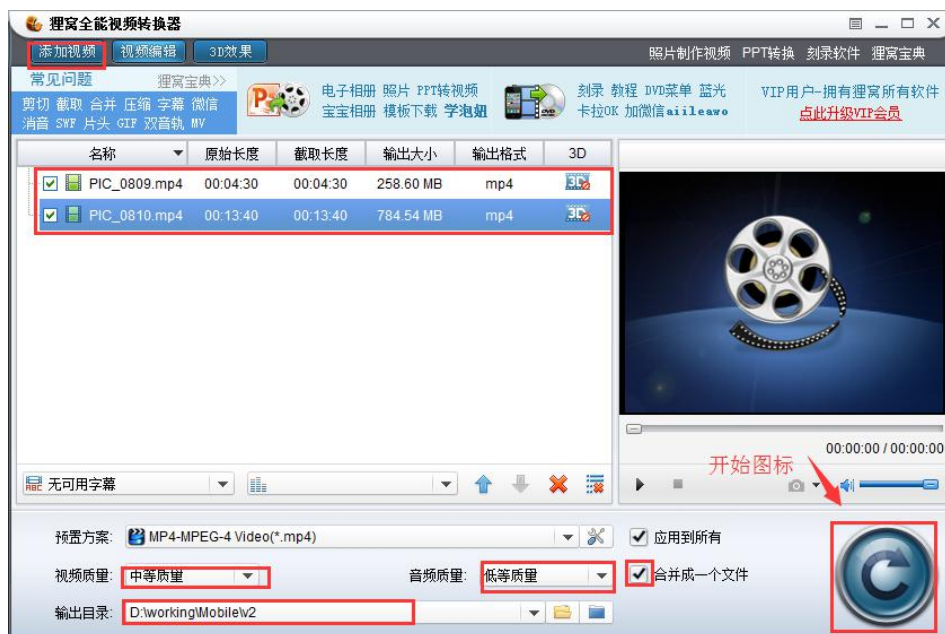 狸窝全能视频转换器
添加视频 视频编辑 3D效果 照片制作视频 PPT转换 刻录软件 狸窝宝典
常见问题 狸窝宝典>>
剪切 截取 合并 压缩 字幕 微信
消音 SWF 片头 GIF 双音轨 MV
电子相册 照片 PPT转视频
宝宝相册 模板下载 学泡妞
刻录 教程 DVD菜单 蓝光
卡拉OK 加微信aiileawo
VIP用户-拥有狸窝所有软件
点此升级VIP会员
名称 原始长度 截取长度 输出大小 输出格式 3D
PIC_0809.mp4 00:04:30 00:04:30 258.60 MB mp4 3D
PIC_0810.mp4 00:13:40 00:13:40 784.54 MB mp4 3D
00:00:00 / 00:00:00
开始图标
无可用字幕
预置方案: MP4-MPEG-4 Video(*.mp4) 应用到所有
视频质量: 中等质量 音频质量: 低等质量 合并成一个文件
输出目录: D:\working\Mobile\v2